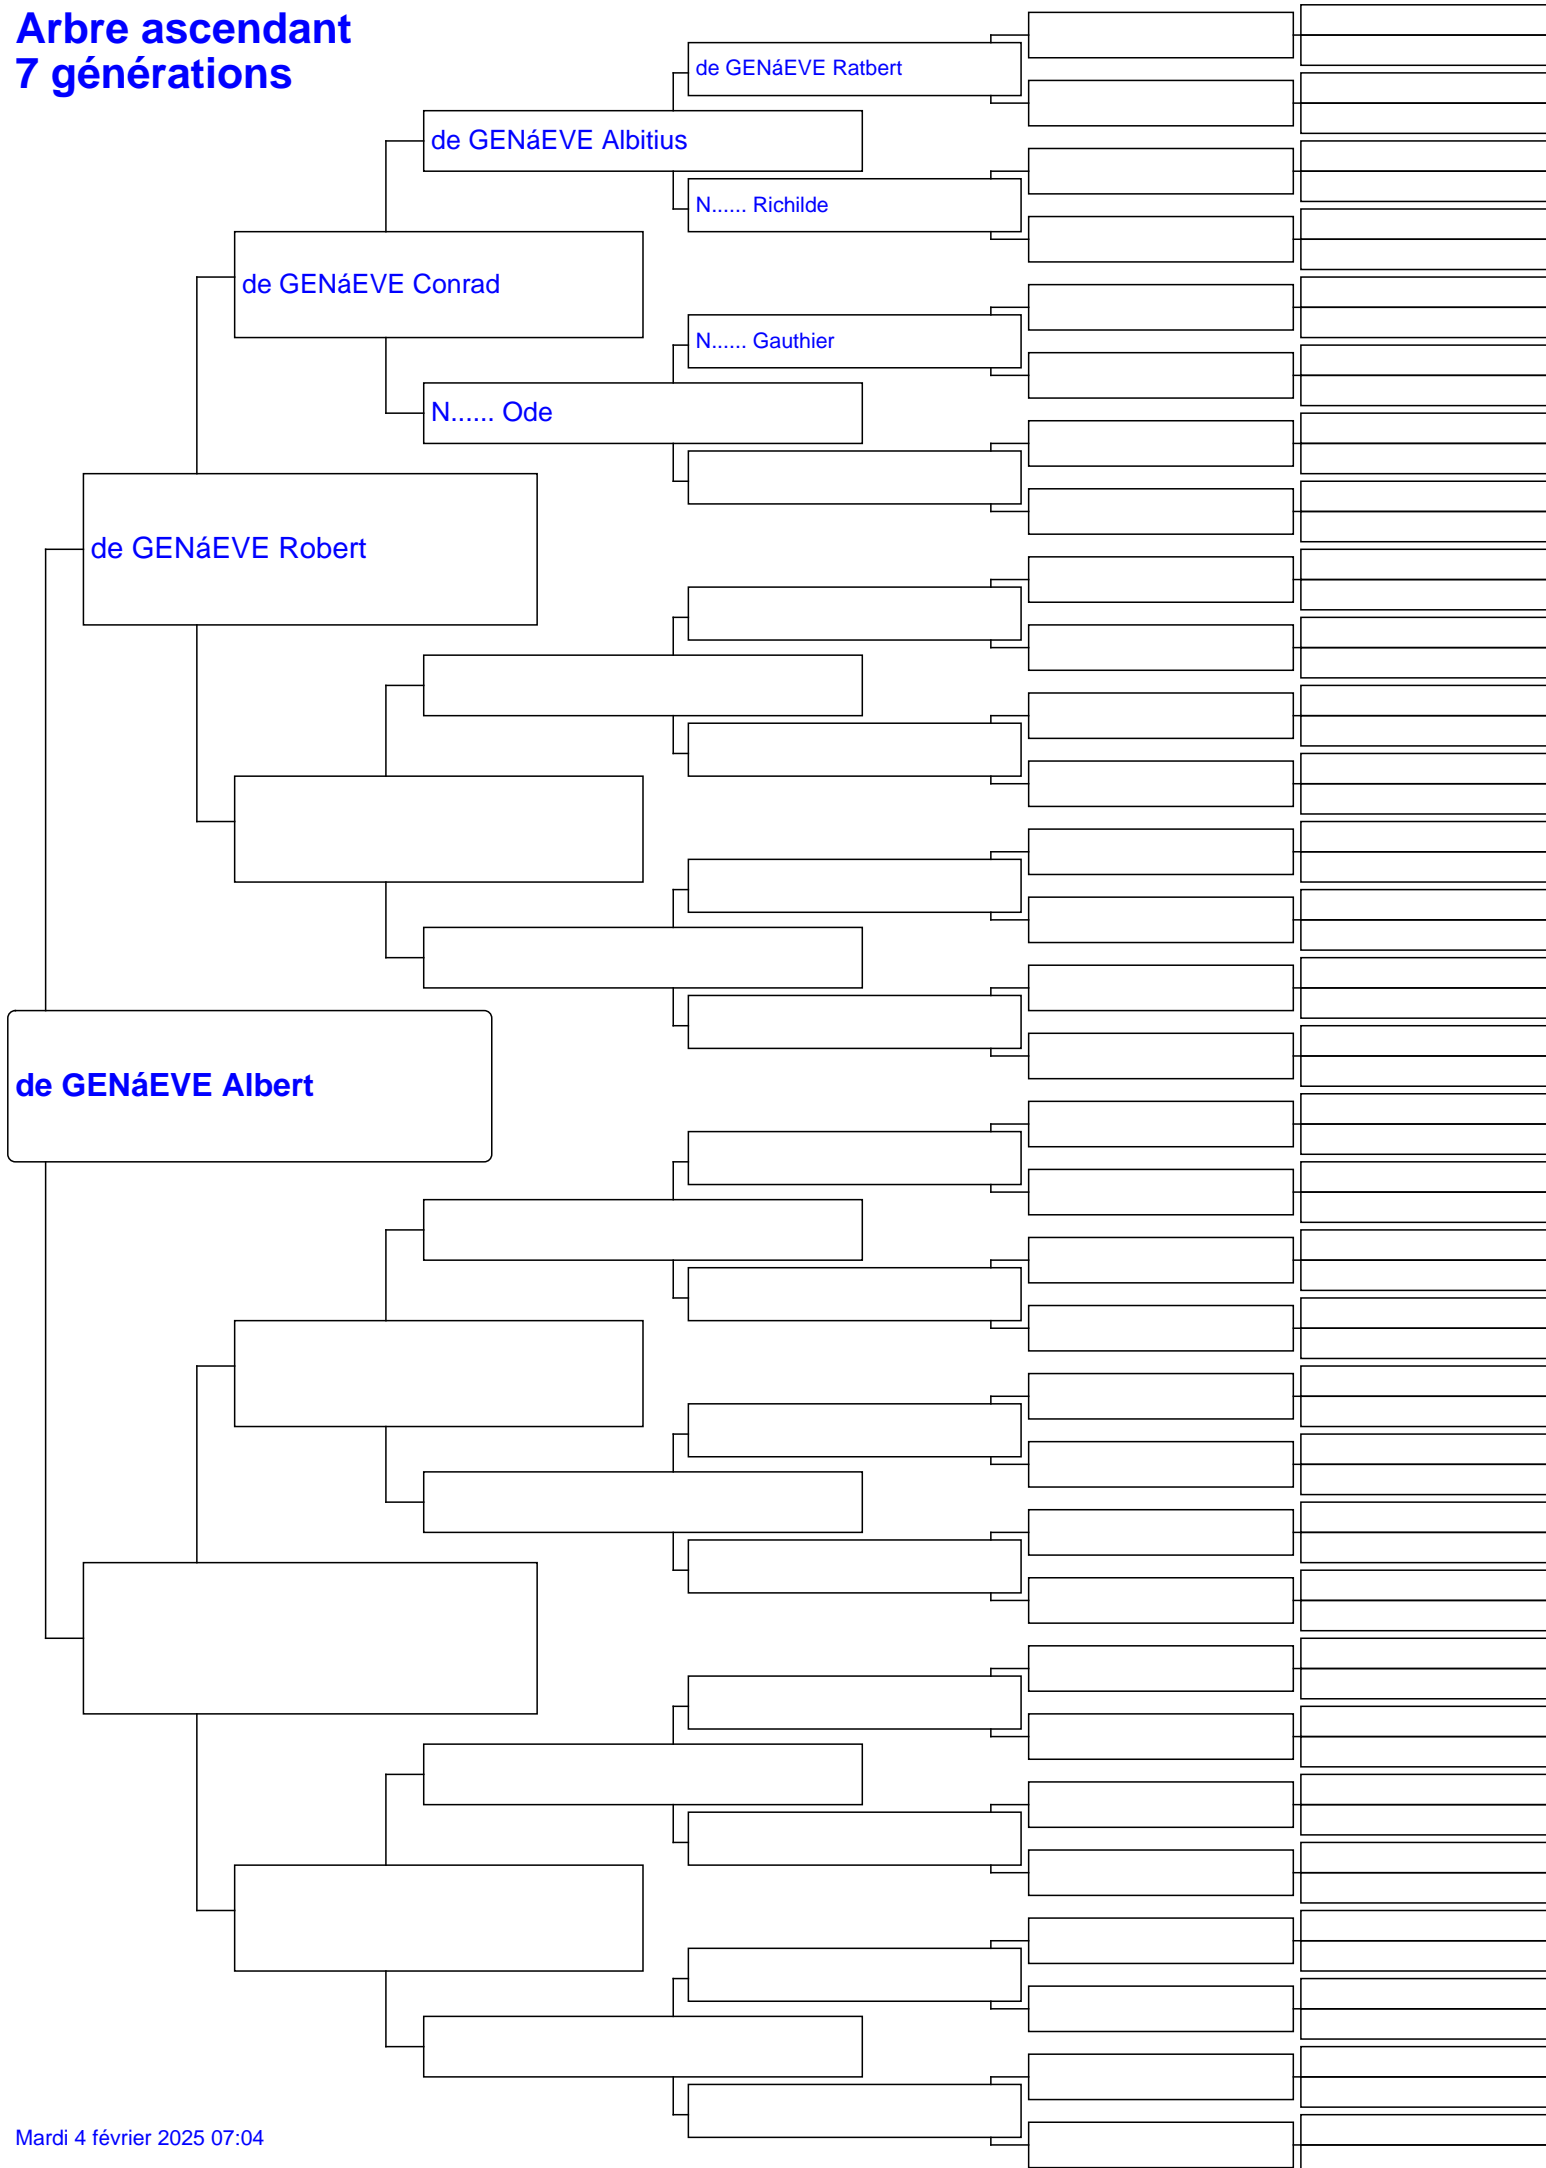 Arbre ascendant
7 générations
de GENáEVE Ratbert
de GENáEVE Albitius
N...... Richilde
de GENáEVE Conrad
N...... Gauthier
N...... Ode
de GENáEVE Robert
de GENáEVE Albert
Mardi 4 février 2025 07:04